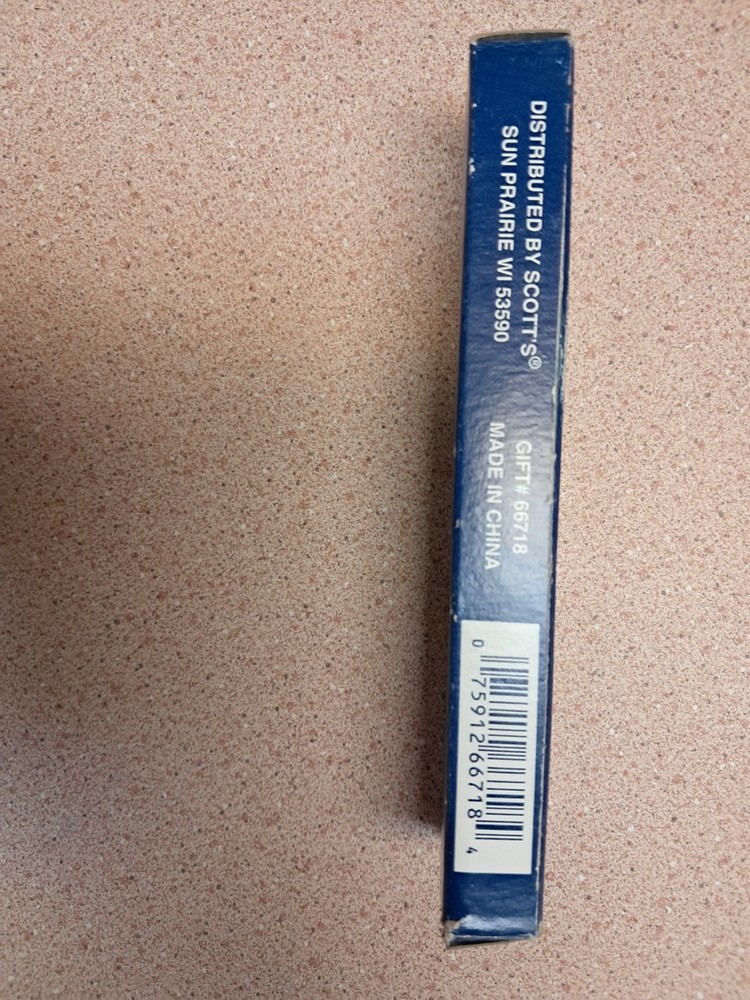 DISTRIBUTED BY SCOTT'S®
SUN PRAIRIE WI 53590
GIFT# 66718
MADE IN CHINA
0 75912 66718 4